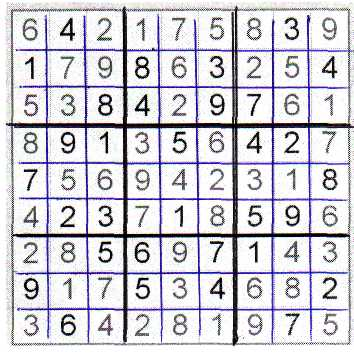 6 4 2 1 7 5 8 3 9
1 7 9 8 6 3 2 5 4
5 3 8 4 2 9 7 6 1
8 9 1 3 5 6 4 2 7
7 5 6 9 4 2 3 1 8
4 2 3 7 1 8 5 9 6
2 8 5 6 9 7 1 4 3
9 1 7 5 3 4 6 8 2
3 6 4 2 8 1 9 7 5